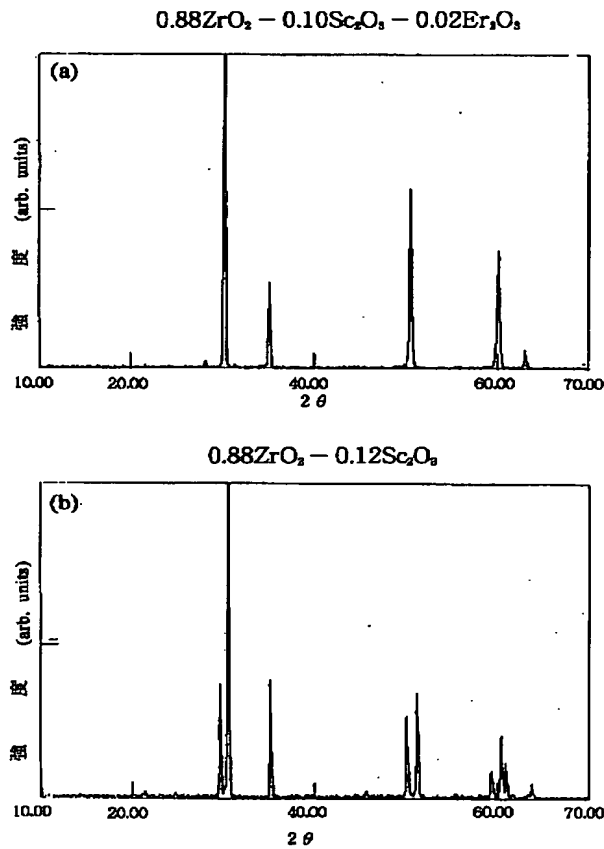 0.88ZrO₂ − 0.10Sc₂O₃ − 0.02Er₂O₃
(a)
強 度 (arb. units)
10.00 20.00 40.00 60.00 70.00
2 θ
0.88ZrO₂ − 0.12Sc₂O₃
(b)
強 度 (arb. units)
10.00 20.00 40.00 60.00 70.00
2 θ